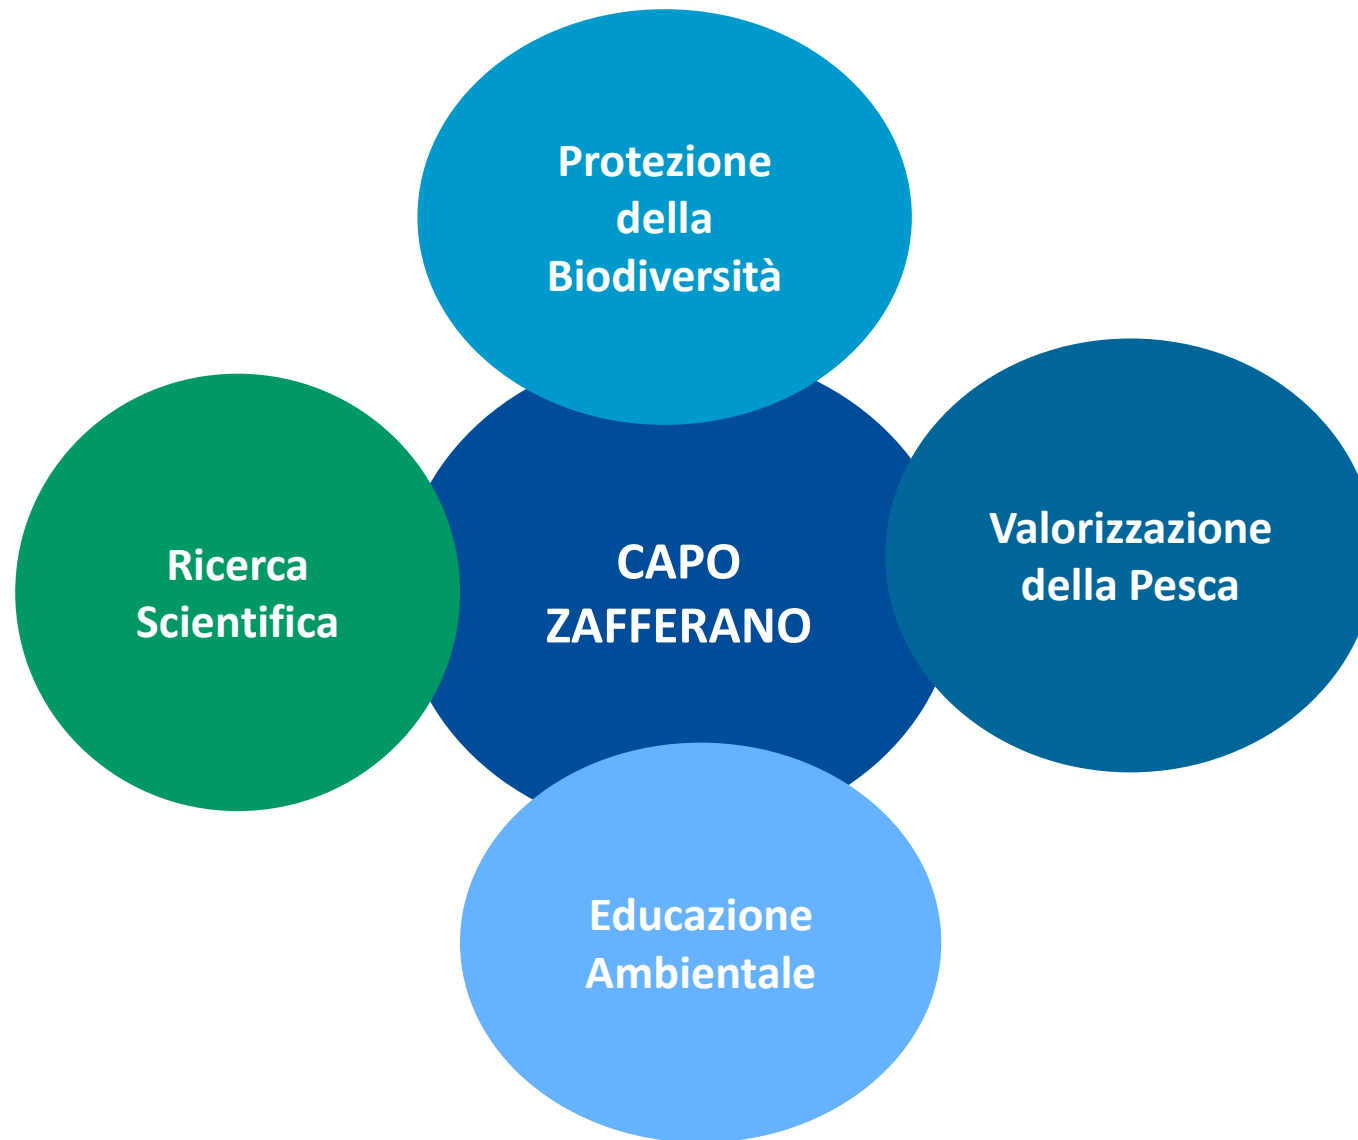 Protezione
della
Biodiversità
Ricerca
Scientifica
CAPO
ZAFFERANO
Valorizzazione
della Pesca
Educazione
Ambientale